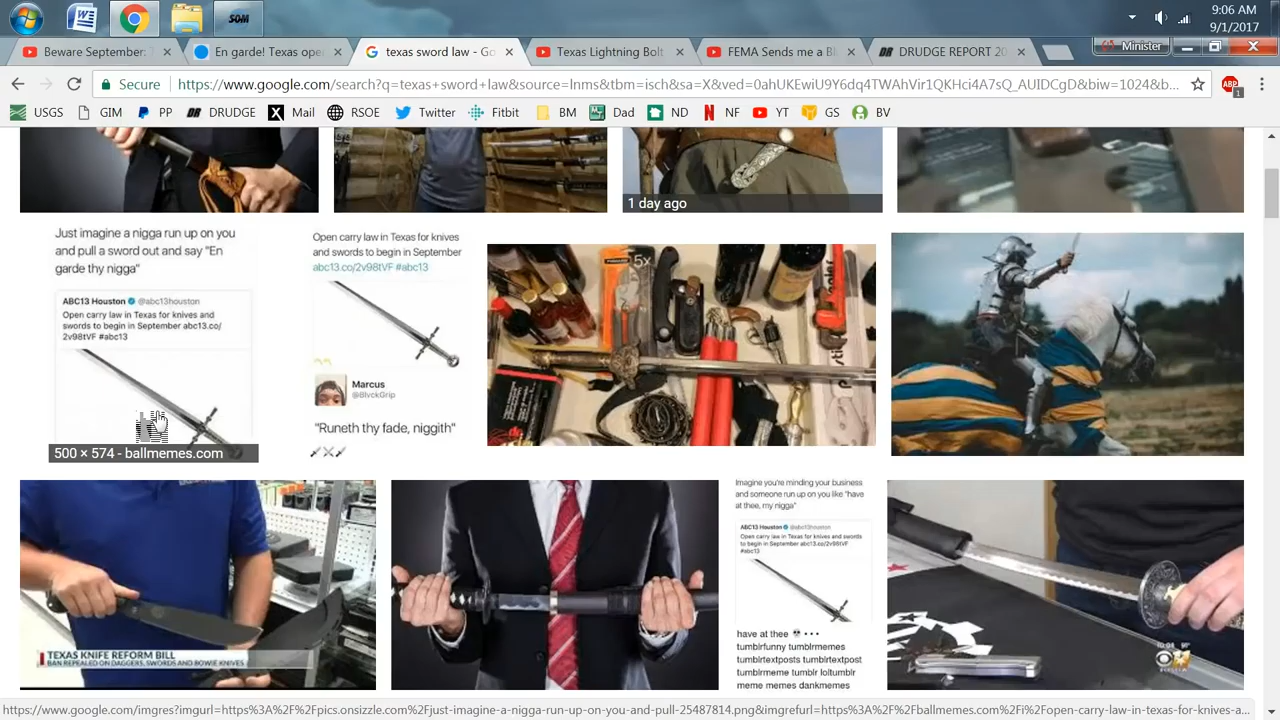 9:06 AM
9/1/2017
SOM
Beware September:
En garde! Texas ope
texas sword law - Go
Texas Lightning Bolt
FEMA Sends me a B
DRUDGE REPORT 20
Minister
Secure
https://www.google.com/search?q=texas+sword+law&source=lnms&tbm=isch&sa=X&ved=0ahUKEwiU9Y6dq4TWAhVir1QKHci4A7sQ_AUIDCgD&biw=1024&b...
ABP
1
USGS
GIM
PP
DRUDGE
Mail
RSOE
Twitter
Fitbit
BM
Dad
ND
NF
YT
GS
BV
1 day ago
Just imagine a nigga run up on you
and pull a sword out and say "En
garde thy nigga"
ABC13 Houston @abc13houston
Open carry law in Texas for knives and
swords to begin in September abc13.co/
2v98tVF #abc13
500 × 574 - ballmemes.com
Open carry law in Texas for knives
and swords to begin in September
abc13.co/2v98tVF #abc13
Marcus
@BlvckGrip
"Runeth thy fade, niggith"
5x
TEXAS KNIFE REFORM BILL
BAN REPEALED ON DAGGERS, SWORDS AND BOWIE KNIVES
Imagine you're minding your business
and someone run up on you like "have
at thee, my nigga"
ABC13 Houston @abc13houston
Open carry law in Texas for knives and swords
to begin in September abc13.co/2v98tVF
#abc13
have at thee
tumblrfunny tumblrmemes
tumblrtextposts tumblrtextpost
tumblrmeme tumblr loltumblr
meme memes dankmemes
https://www.google.com/imgres?imgurl=https%3A%2F%2Fpics.onsizzle.com%2Fjust-imagine-a-nigga-run-up-on-you-and-pull-25487814.png&imgrefurl=https%3A%2F%2Fballmemes.com%2Fi%2Fopen-carry-law-in-texas-for-knives-a...